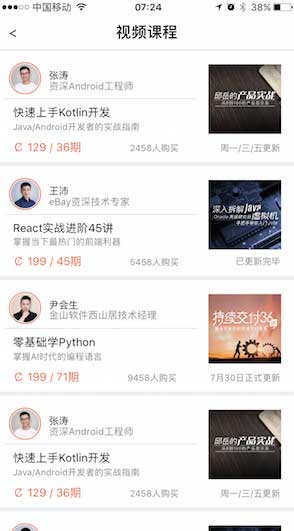 中国移动 07:24 38%
< 视频课程
张涛
资深Android工程师
邱岳的产品实战
快速上手Kotlin开发
Java/Android开发者的实战指南
129 / 36期 2458人购买 周一/三/五更新
王沛
eBay资深技术专家
深入拆解Java
虚拟机
React实战进阶45讲
掌握当下最热门的前端利器
199 / 45期 5458人购买 已更新完毕
尹会生
金山软件西山居技术经理
持续交付36
零基础学Python
掌握AI时代的编程语言
199 / 71期 9458人购买 7月30日正式更新
张涛
资深Android工程师
邱岳的产品实战
快速上手Kotlin开发
Java/Android开发者的实战指南
129 / 36期 2458人购买 周一/三/五更新